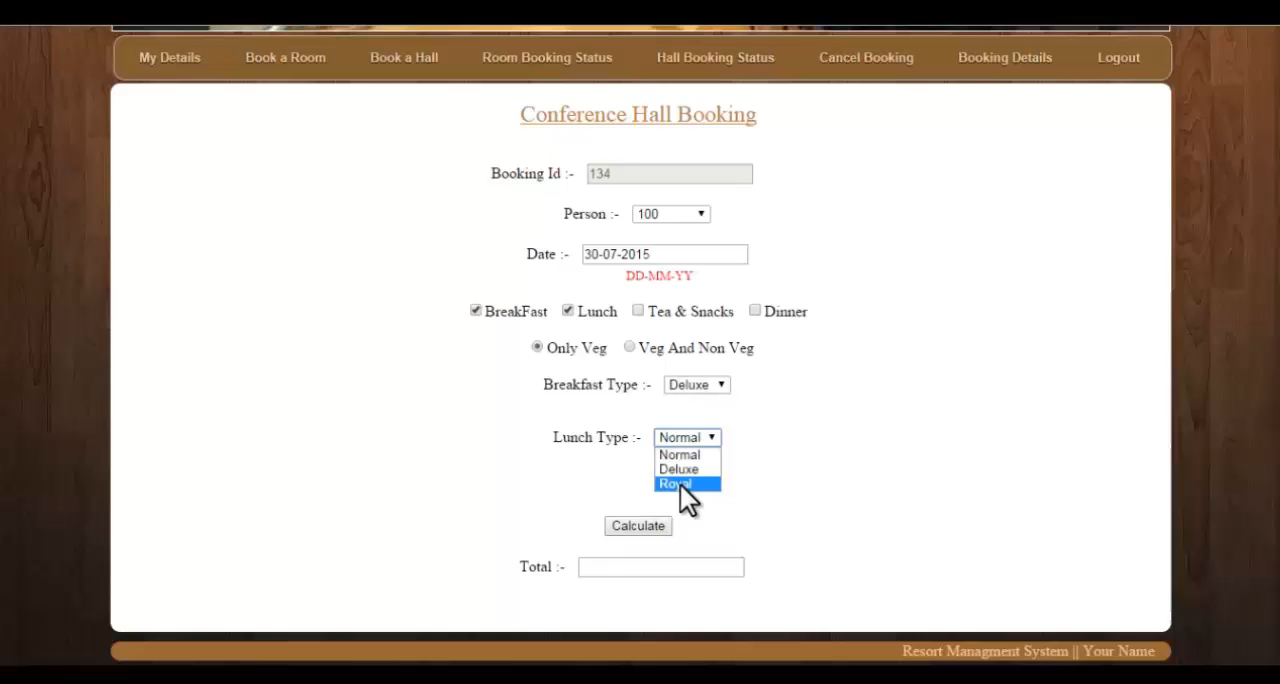 My Details Book a Room Book a Hall Room Booking Status Hall Booking Status Cancel Booking Booking Details Logout
Conference Hall Booking
Booking Id :- 134
Person :- 100
Date :- 30-07-2015
DD-MM-YY
BreakFast Lunch Tea & Snacks Dinner
Only Veg Veg And Non Veg
Breakfast Type :- Deluxe
Lunch Type :- Normal
Normal
Deluxe
Royal
Calculate
Total :-
Resort Managment System || Your Name